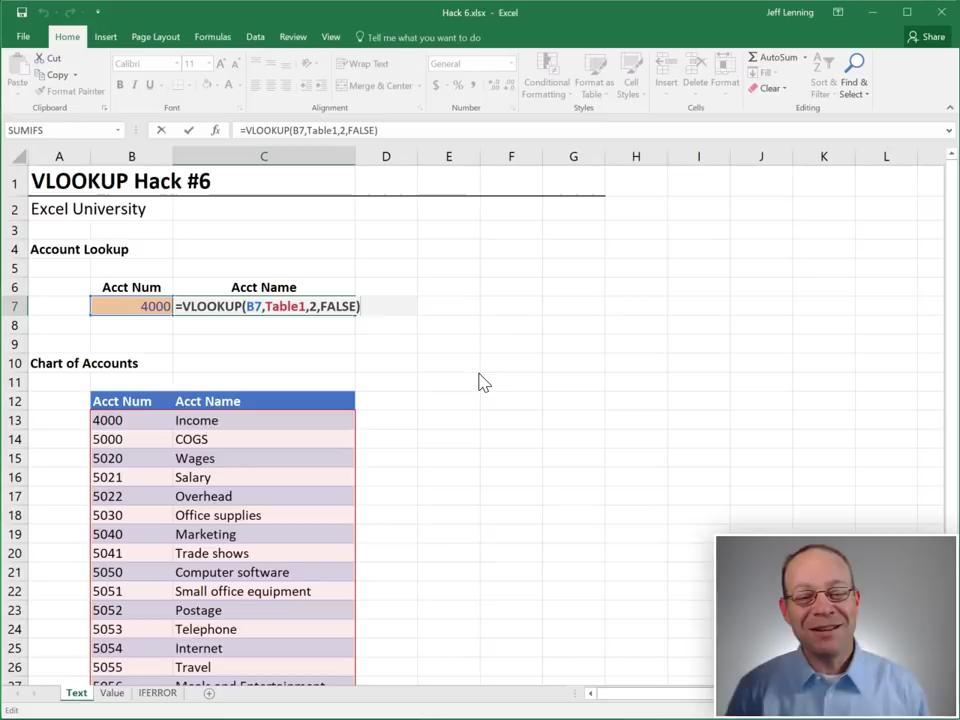 Hack 6.xlsx - Excel
Jeff Lenning
File Home Insert Page Layout Formulas Data Review View Tell me what you want to do Share
Paste Cut Copy Format Painter Clipboard
Calibri 11 A A B I U A Font
Wrap Text Merge & Center Alignment
General $ % , Number
Conditional Formatting Format as Table Cell Styles Styles
Insert Delete Format Cells
AutoSum Fill Clear Sort & Filter Find & Select Editing
SUMIFS fx =VLOOKUP(B7,Table1,2,FALSE)
A B C D E F G H I J K L
1 VLOOKUP Hack #6
2 Excel University
3
4 Account Lookup
5
6 Acct Num Acct Name
7 4000 =VLOOKUP(B7,Table1,2,FALSE)
8
9
10 Chart of Accounts
11
12 Acct Num Acct Name
13 4000 Income
14 5000 COGS
15 5020 Wages
16 5021 Salary
17 5022 Overhead
18 5030 Office supplies
19 5040 Marketing
20 5041 Trade shows
21 5050 Computer software
22 5051 Small office equipment
23 5052 Postage
24 5053 Telephone
25 5054 Internet
26 5055 Travel
Text Value IFERROR
Edit